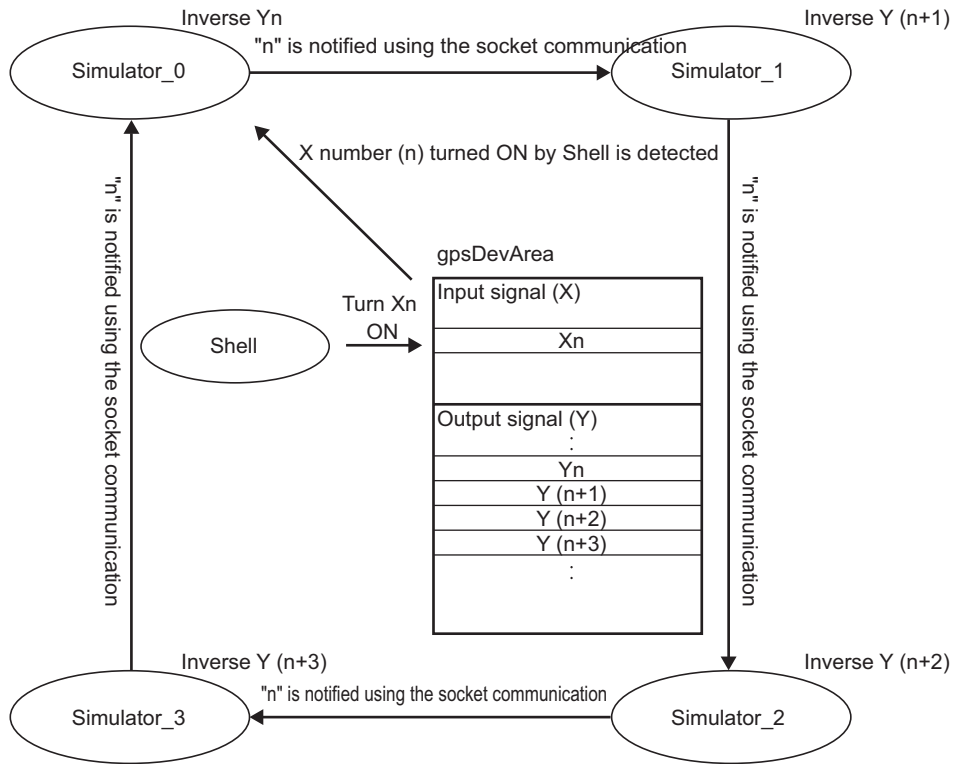 Inverse Yn
Inverse Y (n+1)
"n" is notified using the socket communication
Simulator_0
Simulator_1
X number (n) turned ON by Shell is detected
"n" is notified using the socket communication
"n" is notified using the socket communication
gpsDevArea
Input signal (X)
Turn Xn
ON
Shell
Xn
Output signal (Y)
:
Yn
Y (n+1)
Y (n+2)
Y (n+3)
:
Inverse Y (n+3)
Inverse Y (n+2)
"n" is notified using the socket communication
Simulator_3
Simulator_2